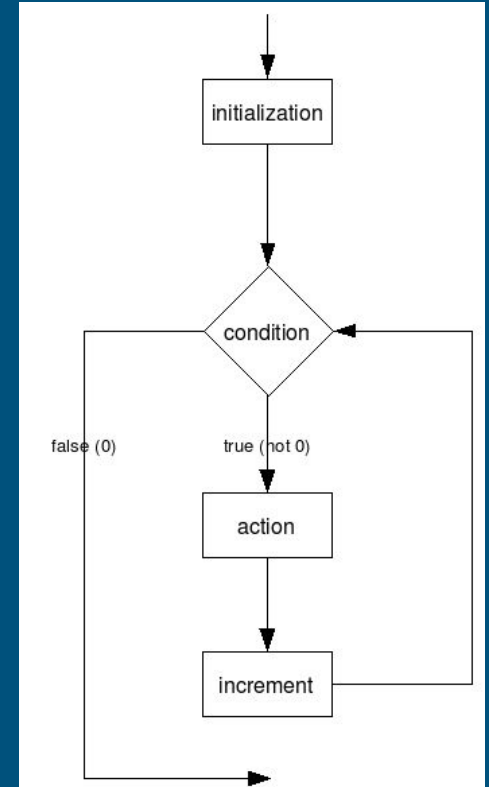 initialization
condition
false (0)
true (not 0)
action
increment